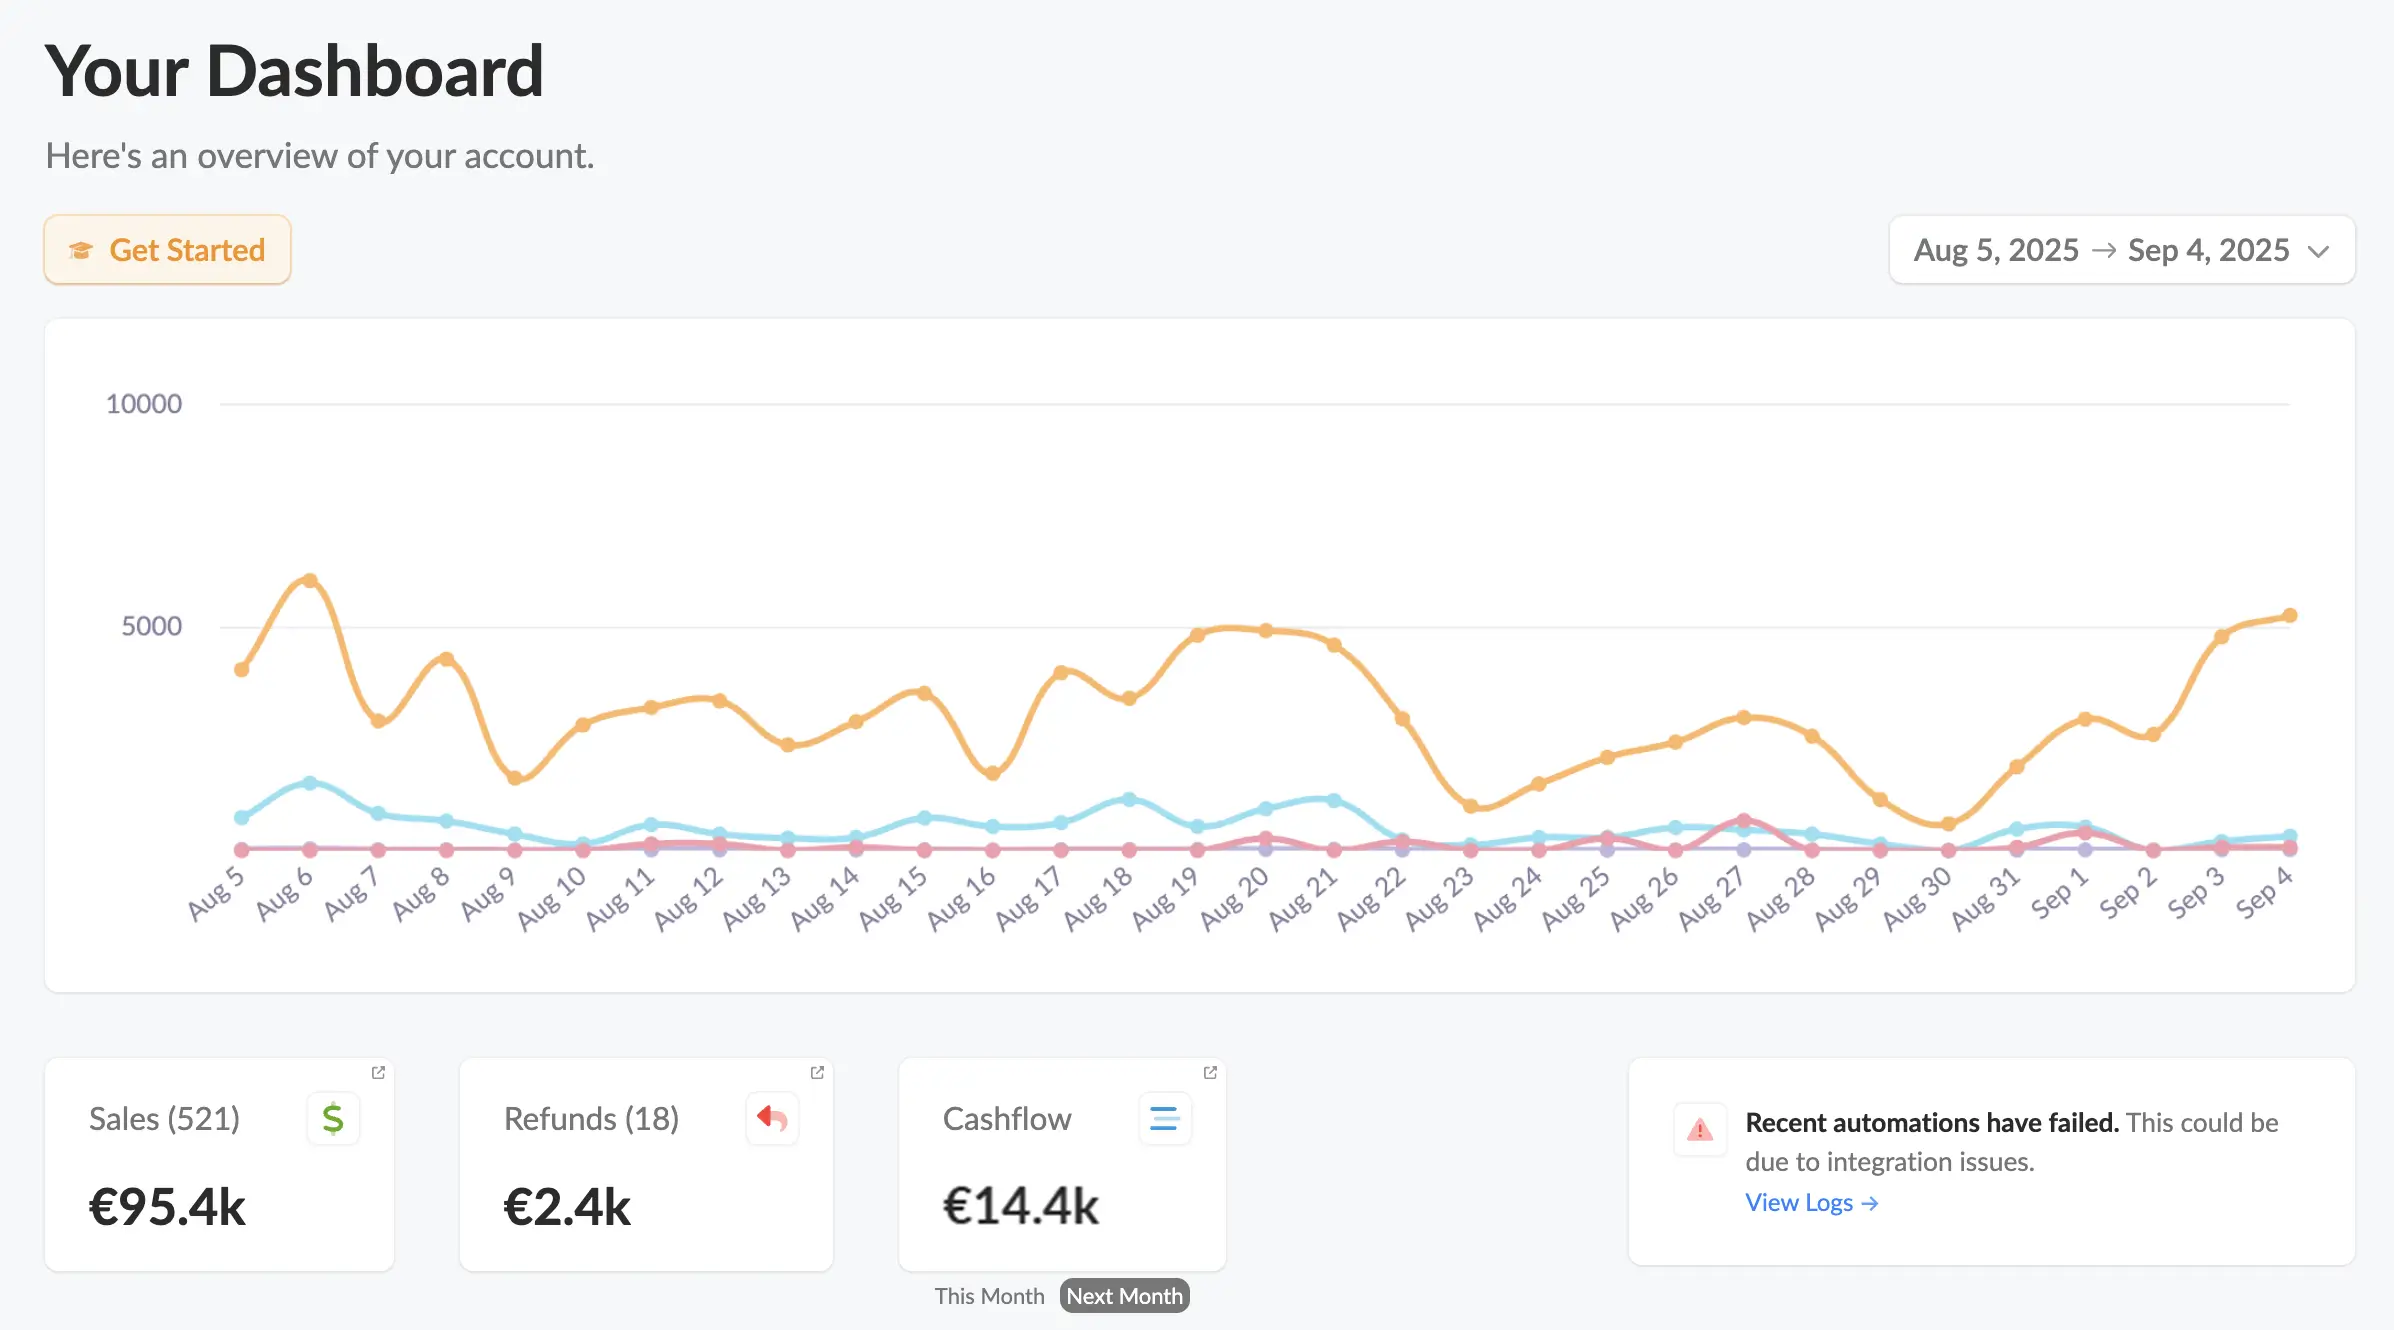 Your Dashboard
Here's an overview of your account.
Get Started
Aug 5, 2025 → Sep 4, 2025
10000
5000
Aug 5
Aug 6
Aug 7
Aug 8
Aug 9
Aug 10
Aug 11
Aug 12
Aug 13
Aug 14
Aug 15
Aug 16
Aug 17
Aug 18
Aug 19
Aug 20
Aug 21
Aug 22
Aug 23
Aug 24
Aug 25
Aug 26
Aug 27
Aug 28
Aug 29
Aug 30
Aug 31
Sep 1
Sep 2
Sep 3
Sep 4
Sales (521)
€95.4k
Refunds (18)
€2.4k
Cashflow
€14.4k
This Month
Next Month
Recent automations have failed. This could be
due to integration issues.
View Logs →